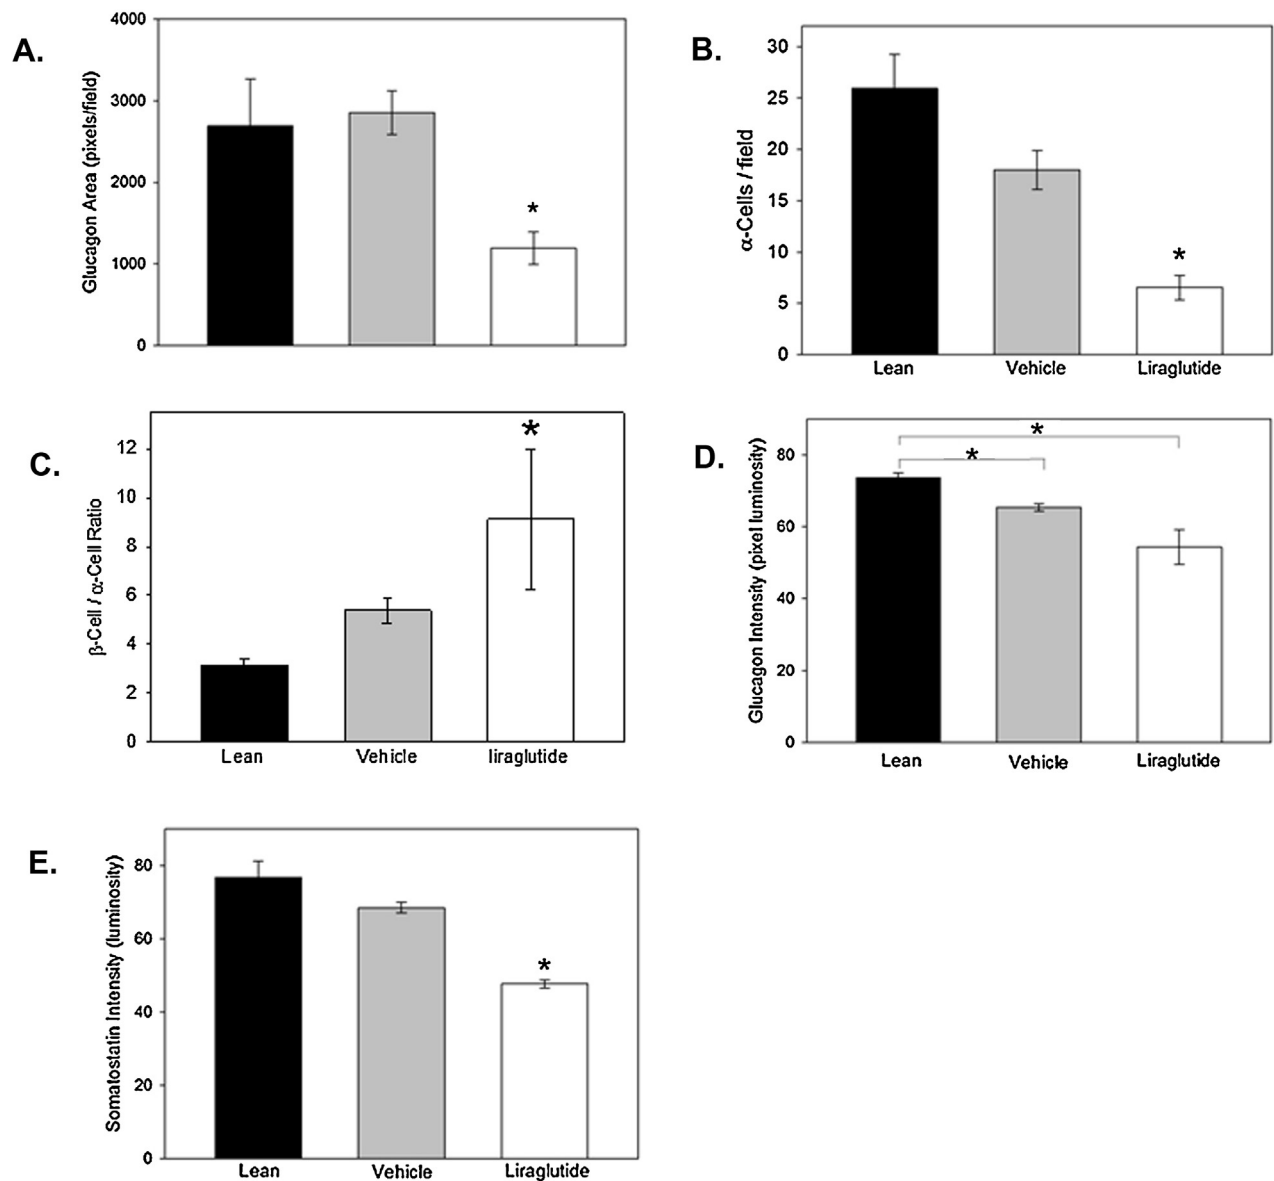 A.
Glucagon Area (pixels/field)
4000
3000
2000
1000
0
*
B.
α-Cells / field
30
25
20
15
10
5
0
*
Lean Vehicle Liraglutide
C.
β-Cell / α-Cell Ratio
12
10
8
6
4
2
0
*
Lean Vehicle liraglutide
D.
Glucagon Intensity (pixel luminosity)
80
60
40
20
0
*
*
Lean Vehicle Liraglutide
E.
Somatostatin Intensity (luminosity)
80
60
40
20
0
*
Lean Vehicle Liraglutide